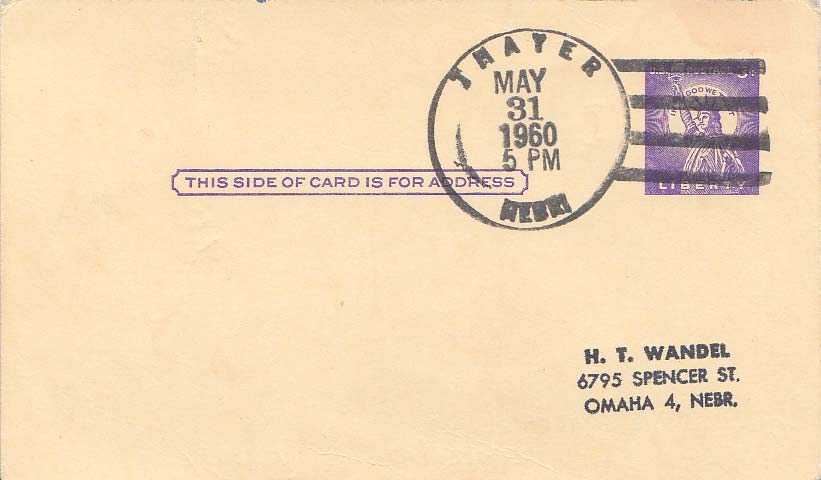 THAYER
MAY
31
1960
5 PM
NEBR
GOD WE
LIBERTY
THIS SIDE OF CARD IS FOR ADDRESS
H. T. WANDEL
6795 SPENCER ST.
OMAHA 4, NEBR.